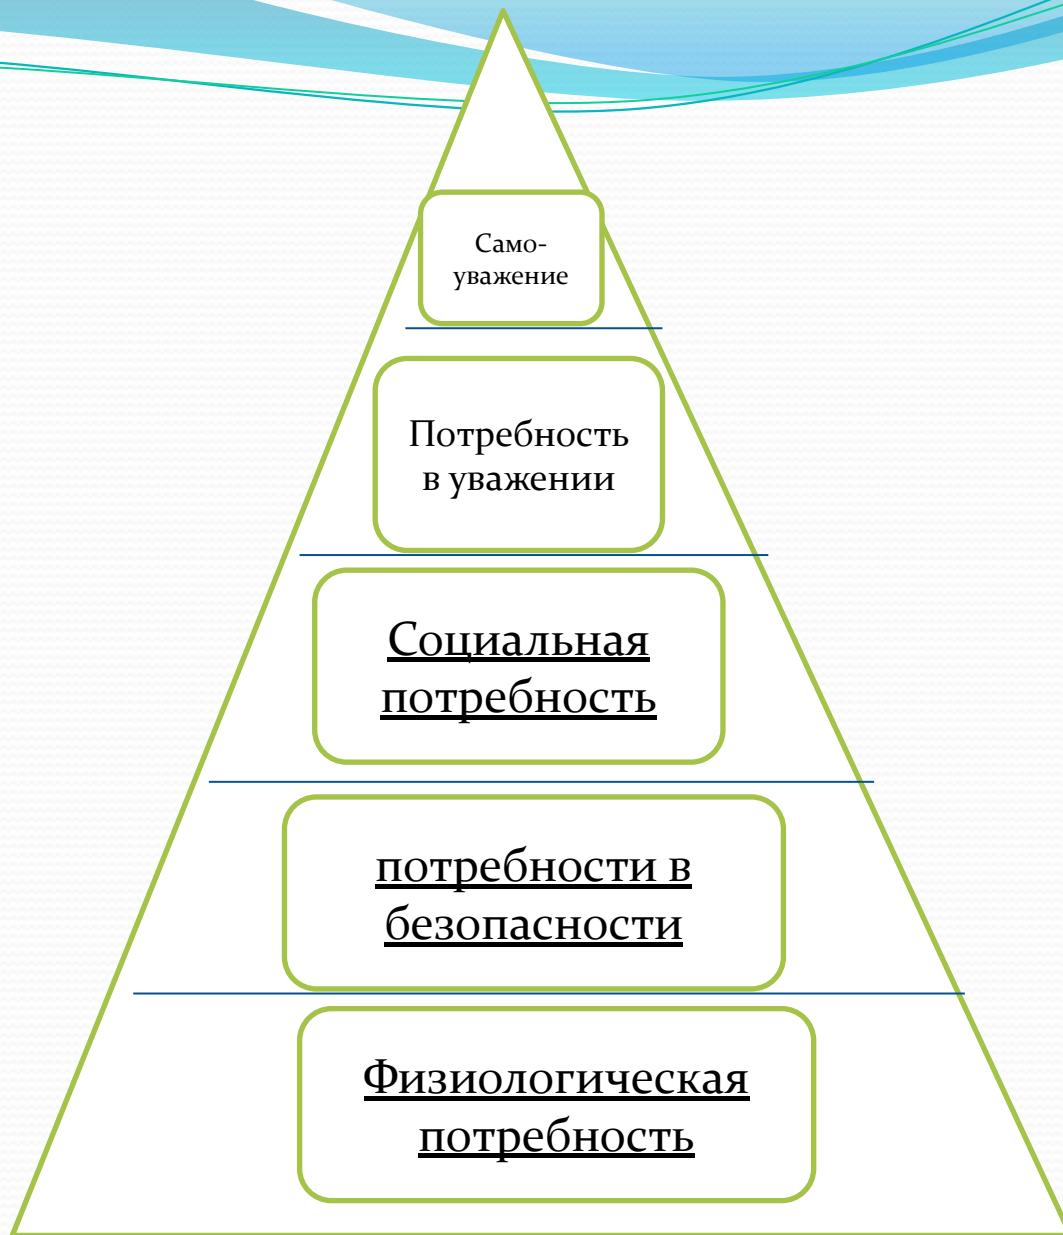 Само-
уважение
Потребность
в уважении
Социальная
потребность
потребности в
безопасности
Физиологическая
потребность